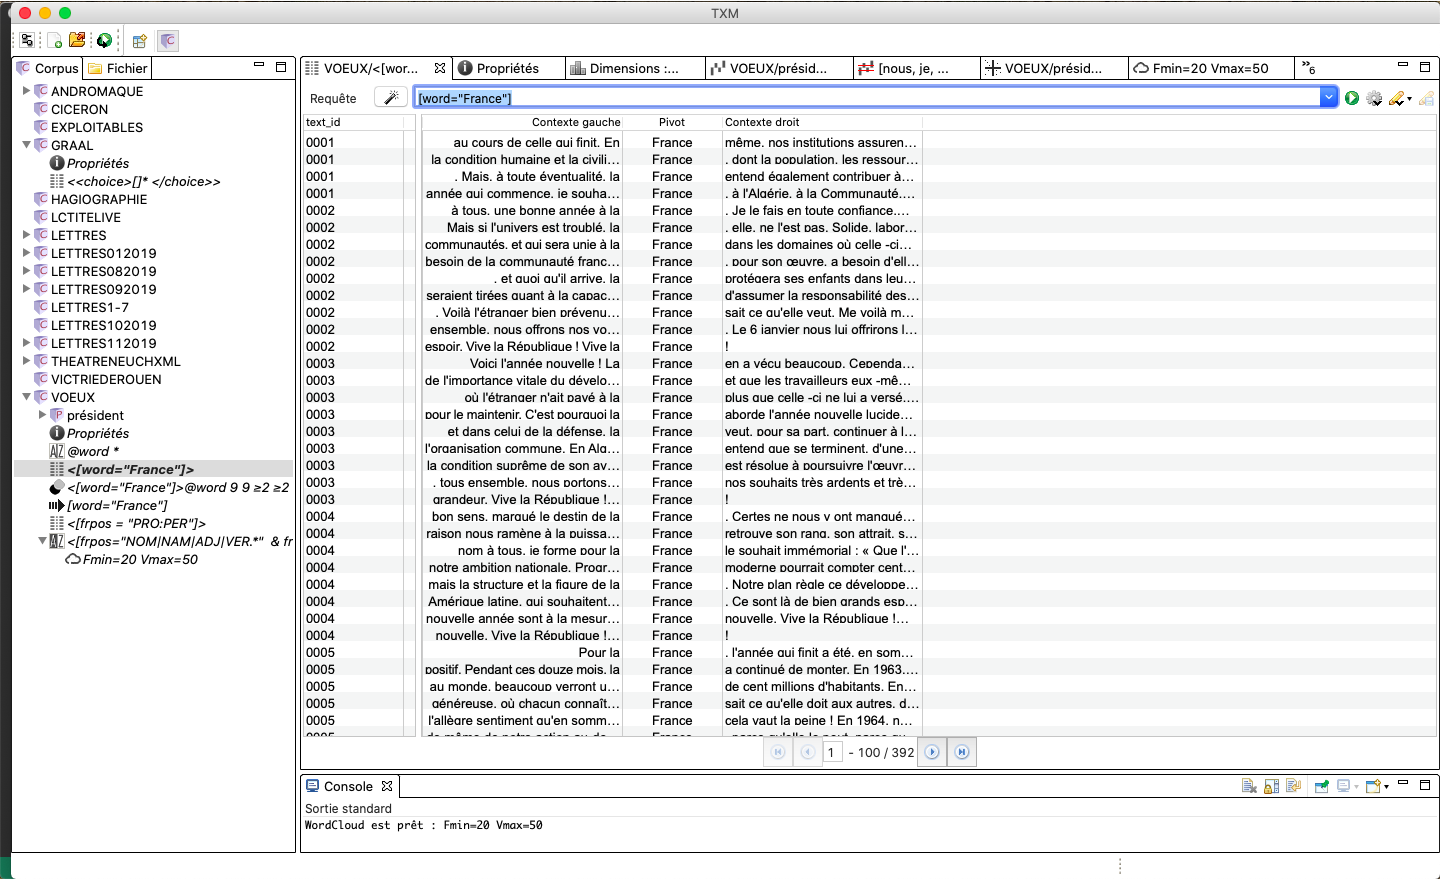 TXM
Corpus
Fichier
ANDROMAQUE
CICERON
EXPLOITABLES
GRAAL
Propriétés
<<choice>[]* </choice>>
HAGIOGRAPHIE
LCTITELIVE
LETTRES
LETTRES012019
LETTRES082019
LETTRES092019
LETTRES1-7
LETTRES102019
LETTRES112019
THEATRENEUCHXML
VICTRIEDEROUEN
VOEUX
président
Propriétés
@word *
<[word="France"]>
<[word="France"]>@word 9 9 ≥2 ≥2
[word="France"]
<[frpos = "PRO:PER"]>
<[frpos="NOM|NAM|ADJ|VER.*" & fr
Fmin=20 Vmax=50
VOEUX/<[wor... Propriétés Dimensions :... VOEUX/présid... [nous, je, ... VOEUX/présid... Fmin=20 Vmax=50 »6
Requête [word="France"]
text_id Contexte gauche Pivot Contexte droit
0001 au cours de celle qui finit. En France même, nos institutions assuren...
0001 la condition humaine et la civili... France , dont la population, les ressour...
0001 . Mais, à toute éventualité, la France entend également contribuer à...
0001 année qui commence, je souha... France , à l'Algérie, à la Communauté....
0002 à tous, une bonne année à la France . Je le fais en toute confiance....
0002 Mais si l'univers est troublé, la France , elle, ne l'est pas. Solide, labor...
0002 communautés, et qui sera unie à la France dans les domaines où celle -ci...
0002 besoin de la communauté franç... France , pour son œuvre, a besoin d'ell...
0002 , et quoi qu'il arrive, la France protégera ses enfants dans leu...
0002 seraient tirées quant à la capac... France d'assumer la responsabilité des...
0002 . Voilà l'étranger bien prévenu... France sait ce qu'elle veut. Me voilà m...
0002 ensemble, nous offrons nos vo... France . Le 6 janvier nous lui offrirons l...
0002 espoir. Vive la République ! Vive la France !
0003 Voici l'année nouvelle ! La France en a vécu beaucoup. Cependa...
0003 de l'importance vitale du dévelo... France et que les travailleurs eux -mê...
0003 où l'étranger n'ait payé à la France plus que celle -ci ne lui a versé....
0003 pour le maintenir. C'est pourquoi la France aborde l'année nouvelle lucide...
0003 et dans celui de la défense, la France veut, pour sa part, continuer à l...
0003 l'organisation commune. En Alg... France entend que se terminent, d'une...
0003 la condition suprême de son av... France est résolue à poursuivre l'œuvr...
0003 , tous ensemble, nous portons... France nos souhaits très ardents et trè...
0003 grandeur. Vive la République !... France !
0004 bon sens, marqué le destin de la France . Certes ne nous y ont manqué...
0004 raison nous ramène à la puissa... France retrouve son rang, son attrait, s...
0004 nom à tous, je forme pour la France le souhait immémorial : « Que l'...
0004 notre ambition nationale. Progr... France moderne pourrait compter cent...
0004 mais la structure et la figure de la France . Notre plan règle ce développe...
0004 Amérique latine, qui souhaitent... France . Ce sont là de bien grands esp...
0004 nouvelle année sont à la mesur... France nouvelle. Vive la République !...
0004 nouvelle. Vive la République !... France !
0005 Pour la France , l'année qui finit a été, en som...
0005 positif. Pendant ces douze mois, la France a continué de monter. En 1963,...
0005 au monde, beaucoup verront u... France de cent millions d'habitants. En...
0005 généreuse, où chacun connaît... France sait ce qu'elle doit aux autres, d...
0005 l'allègre sentiment qu'en somm... France cela vaut la peine ! En 1964, n...
1 - 100 / 392
Console
Sortie standard
WordCloud est prêt : Fmin=20 Vmax=50